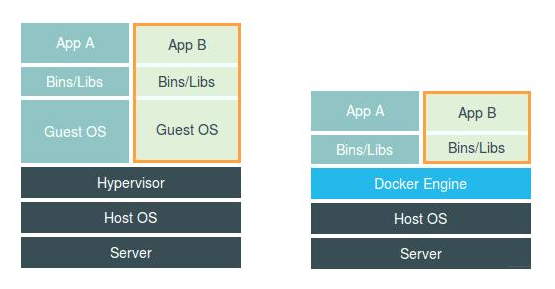 App A
App B
Bins/Libs
Bins/Libs
Guest OS
Guest OS
Hypervisor
Host OS
Server
App A
App B
Bins/Libs
Bins/Libs
Docker Engine
Host OS
Server